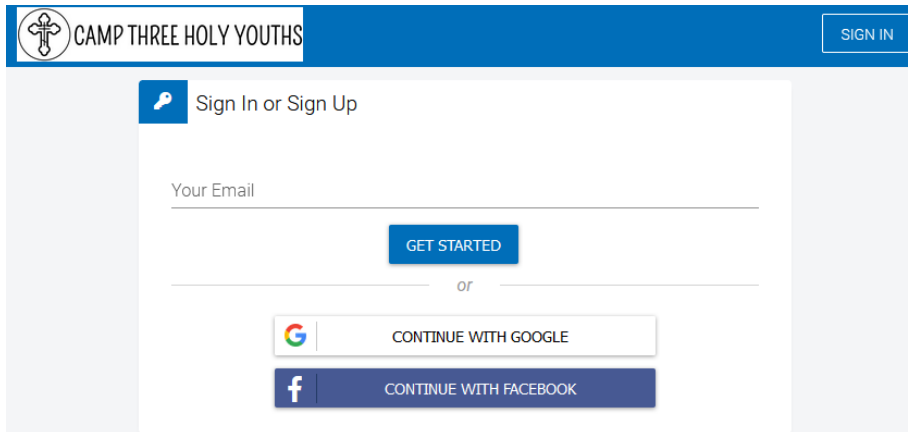 CAMP THREE HOLY YOUTHS
SIGN IN
Sign In or Sign Up
Your Email
GET STARTED
or
CONTINUE WITH GOOGLE
CONTINUE WITH FACEBOOK